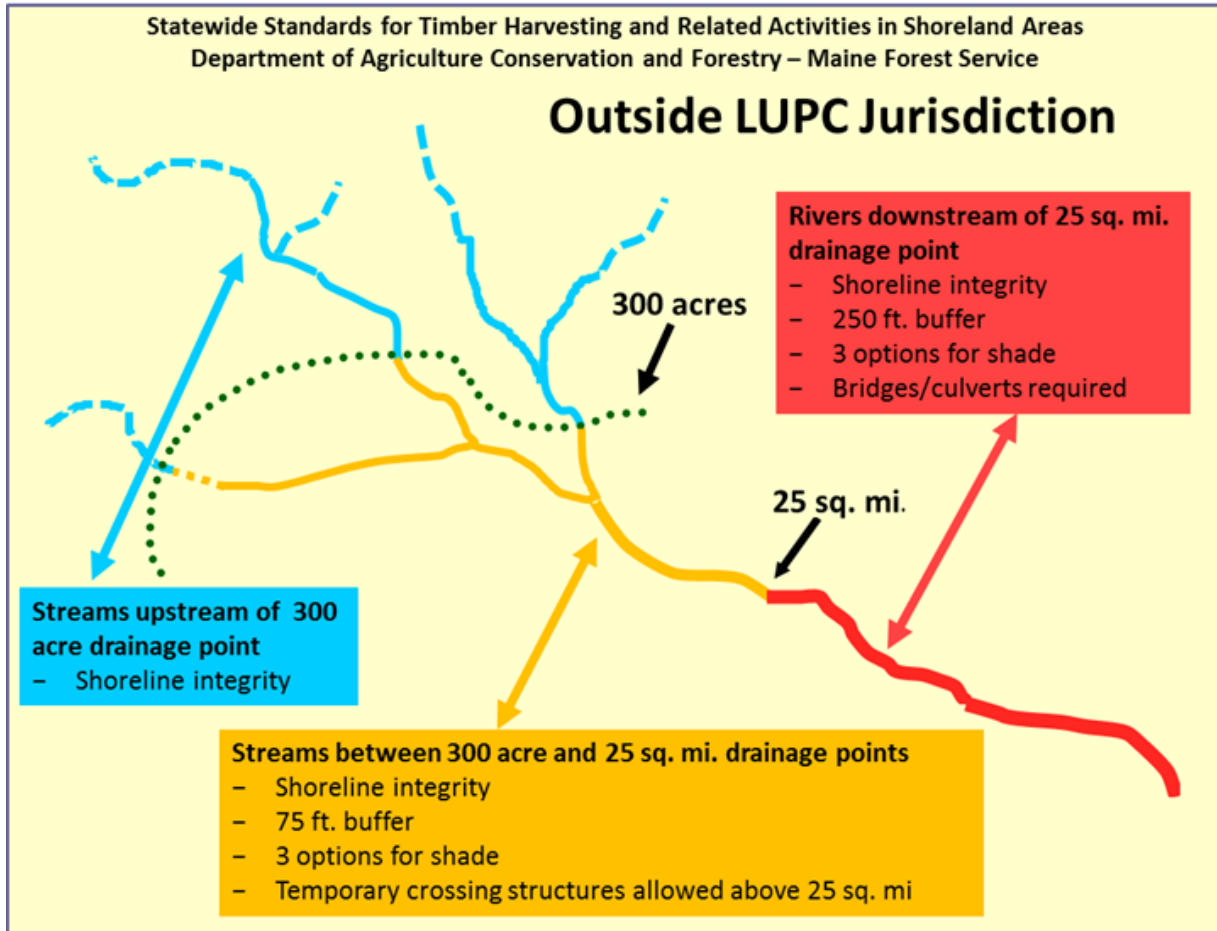 Statewide Standards for Timber Harvesting and Related Activities in Shoreland Areas
Department of Agriculture Conservation and Forestry – Maine Forest Service
Outside LUPC Jurisdiction
Rivers downstream of 25 sq. mi.
drainage point
– Shoreline integrity
– 250 ft. buffer
– 3 options for shade
– Bridges/culverts required
300 acres
25 sq. mi.
Streams upstream of 300
acre drainage point
– Shoreline integrity
Streams between 300 acre and 25 sq. mi. drainage points
– Shoreline integrity
– 75 ft. buffer
– 3 options for shade
– Temporary crossing structures allowed above 25 sq. mi